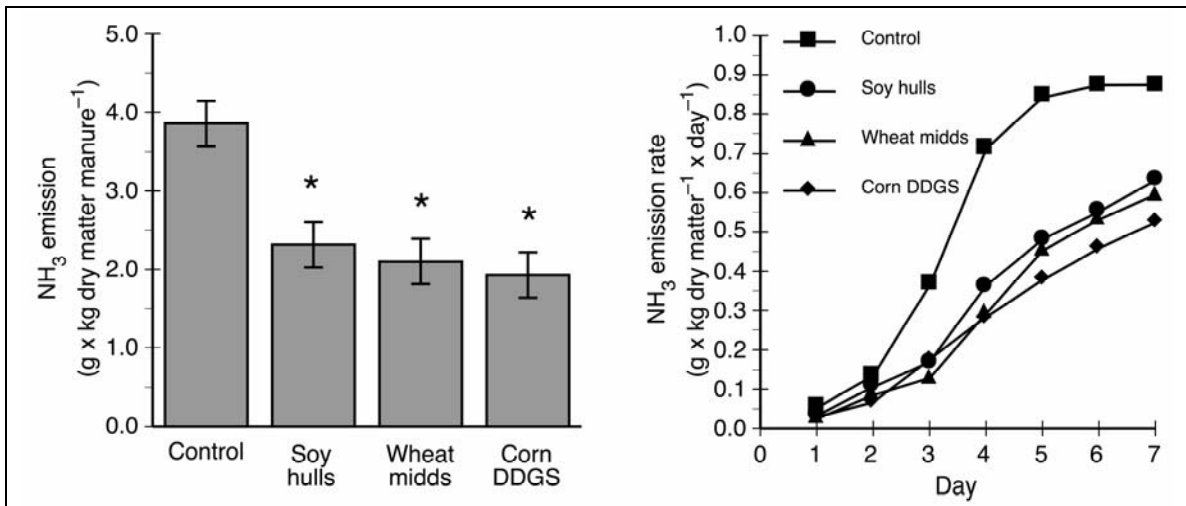 NH₃ emission
(g x kg dry matter manure⁻¹)
5.0
4.0
3.0
2.0
1.0
0.0
*
*
*
Control
Soy
hulls
Wheat
midds
Corn
DDGS
NH₃ emission rate
(g x kg dry matter⁻¹ x day⁻¹)
1.0
0.9
0.8
0.7
0.6
0.5
0.4
0.3
0.2
0.1
0.0
Control
Soy hulls
Wheat midds
Corn DDGS
0 1 2 3 4 5 6 7
Day